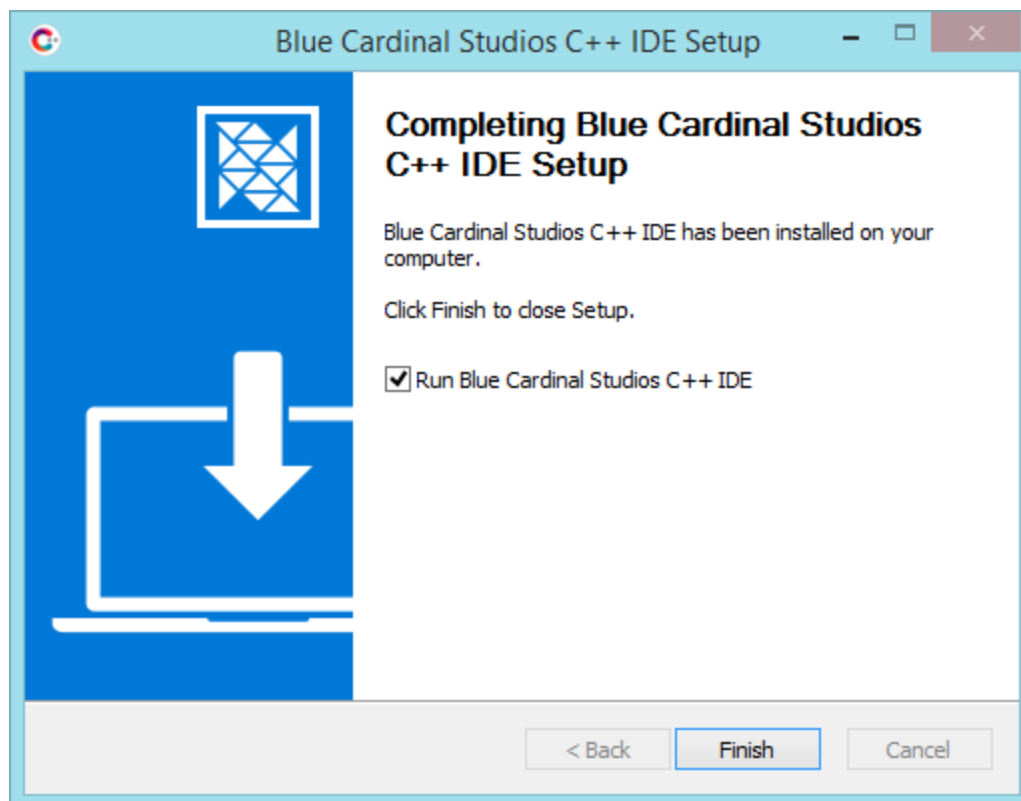 Blue Cardinal Studios C++ IDE Setup
Completing Blue Cardinal Studios
C++ IDE Setup
Blue Cardinal Studios C++ IDE has been installed on your
computer.
Click Finish to close Setup.
Run Blue Cardinal Studios C++ IDE
< Back Finish Cancel